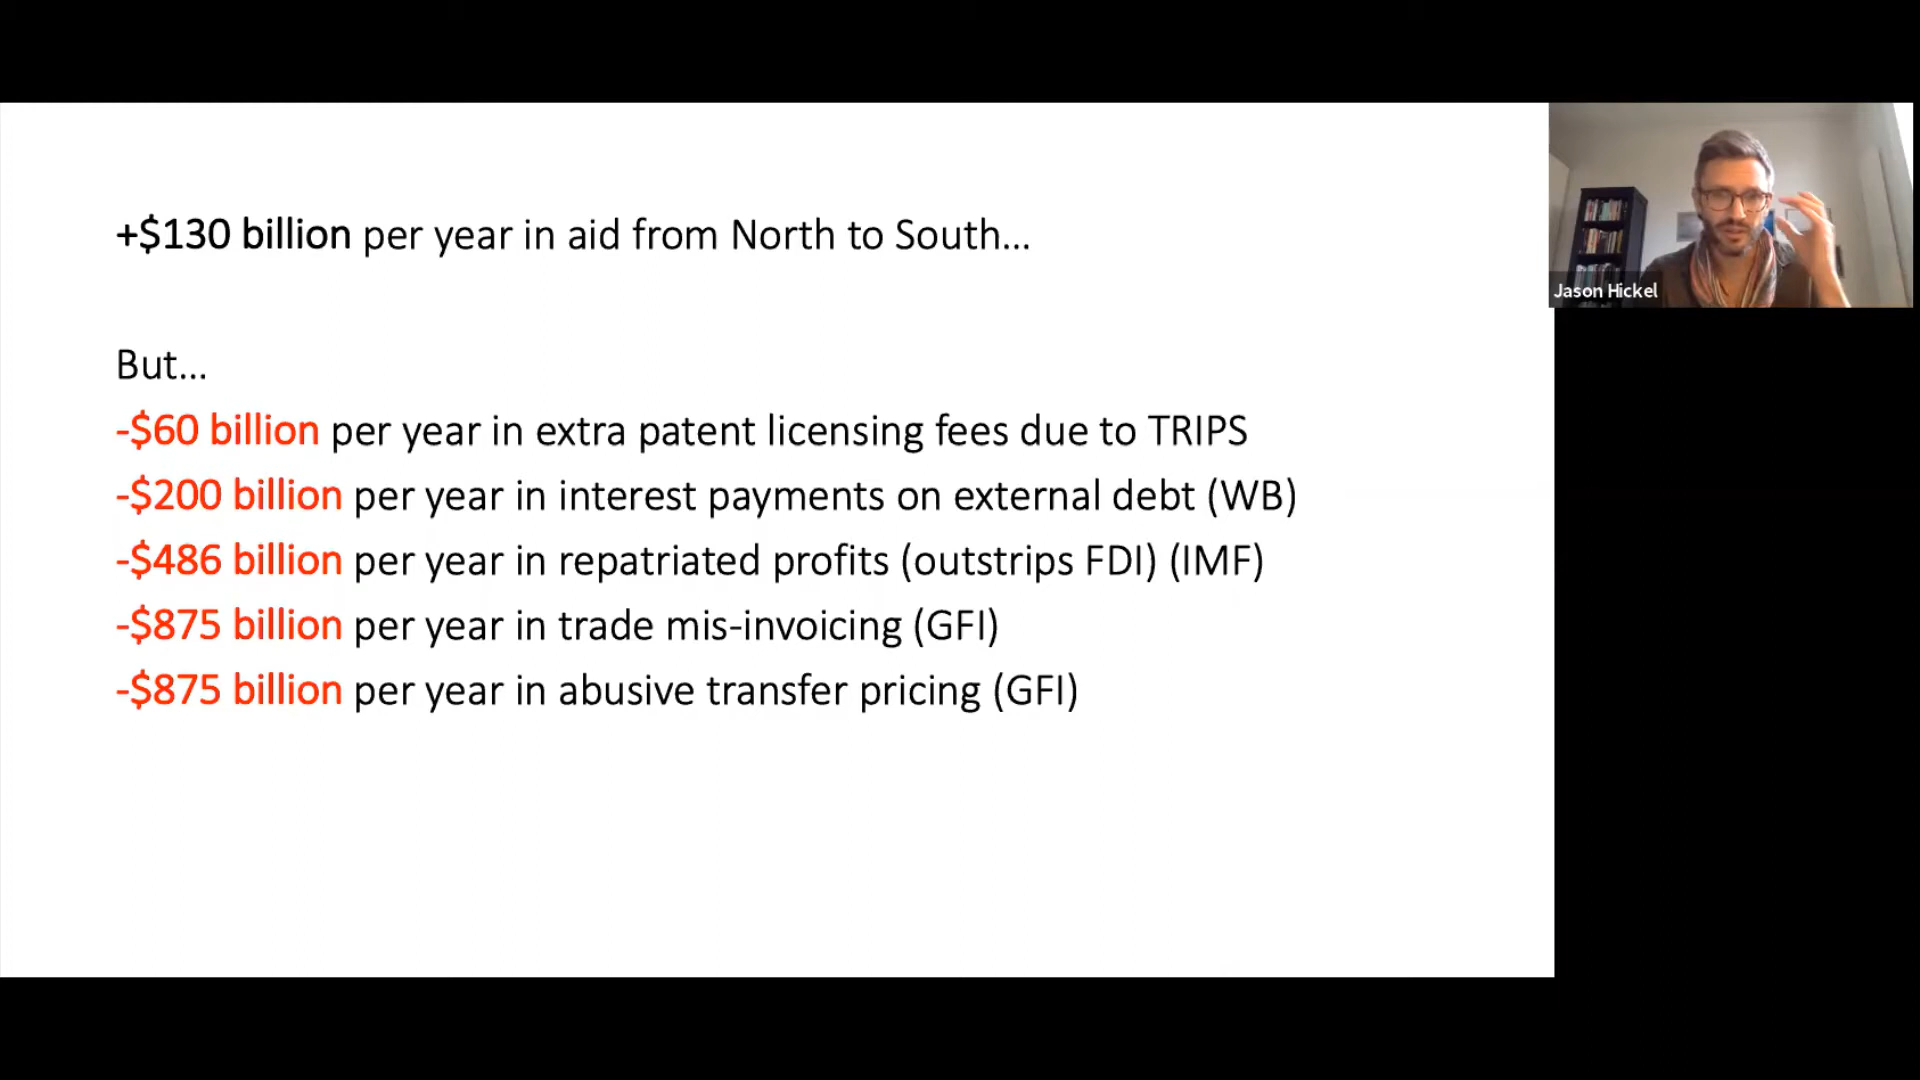 +$130 billion per year in aid from North to South...
But...
-$60 billion per year in extra patent licensing fees due to TRIPS
-$200 billion per year in interest payments on external debt (WB)
-$486 billion per year in repatriated profits (outstrips FDI) (IMF)
-$875 billion per year in trade mis-invoicing (GFI)
-$875 billion per year in abusive transfer pricing (GFI)
Jason Hickel